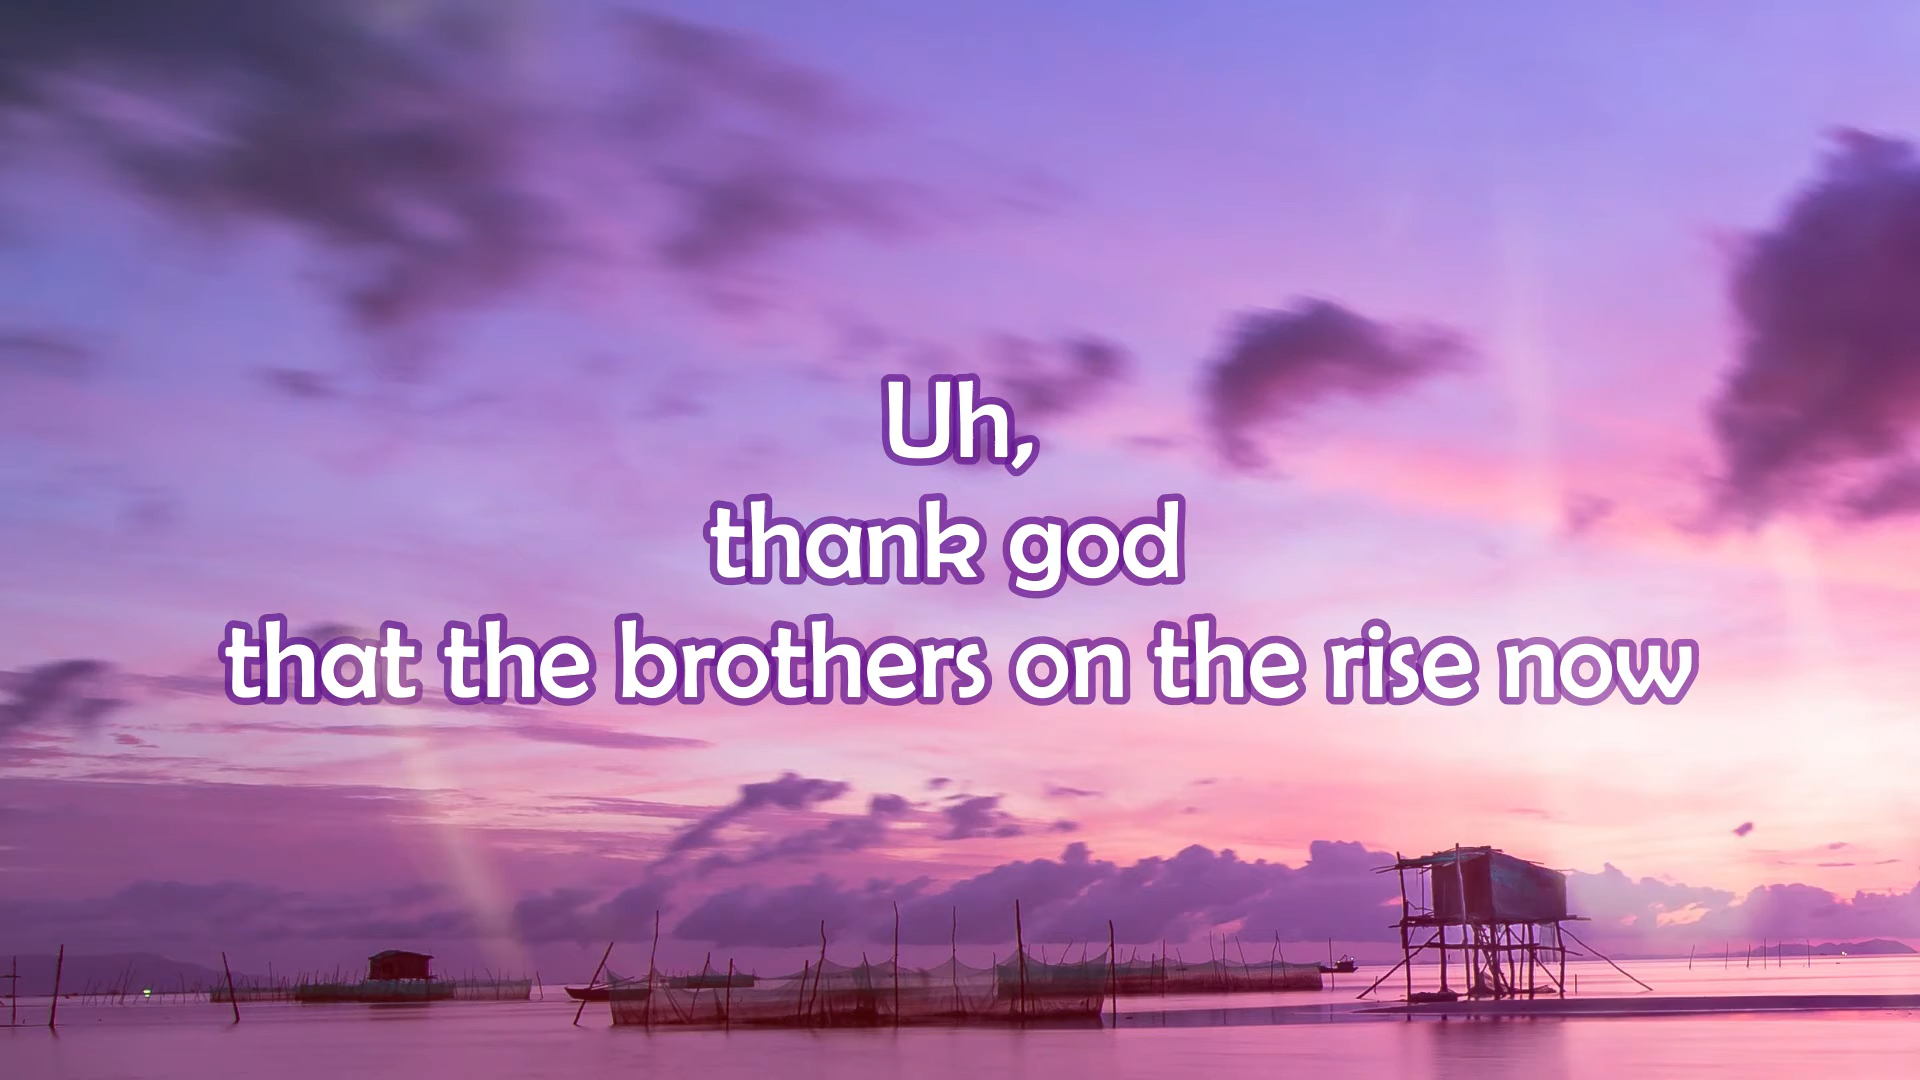 Uh,
thank god
that the brothers on the rise now